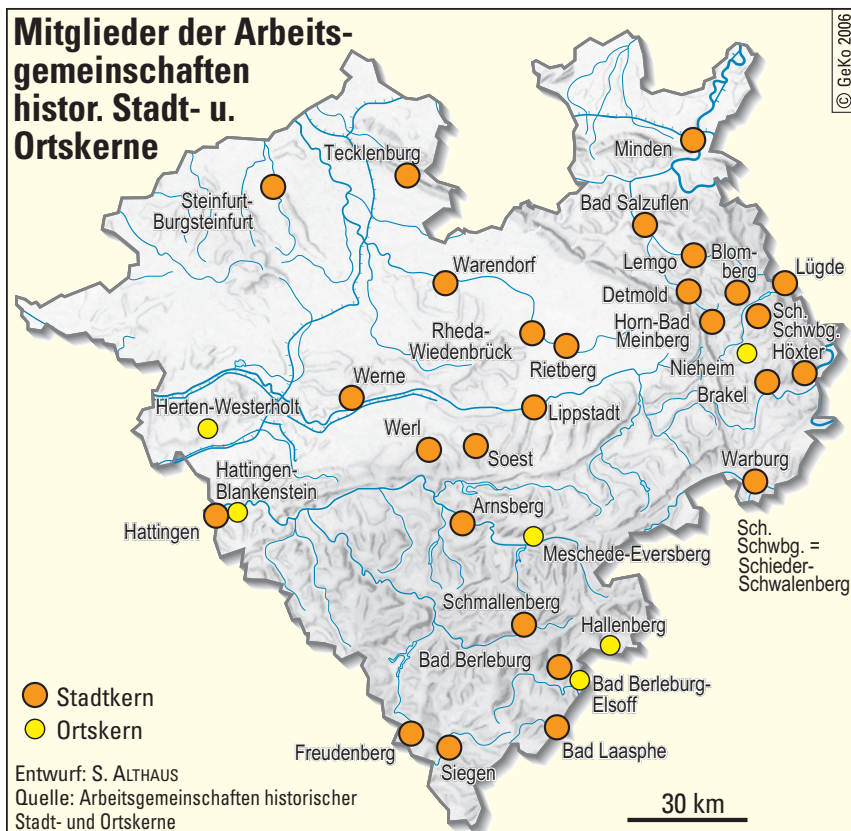 Mitglieder der Arbeits-
gemeinschaften
histor. Stadt- u.
Ortskerne
© GeKo 2006
Tecklenburg
Minden
Steinfurt-
Burgsteinfurt
Bad Salzuflen
Warendorf
Lemgo
Blom-
berg
Lügde
Detmold
Rheda-
Wiedenbrück
Horn-Bad
Meinberg
Sch.
Schwbg.
Rietberg
Nieheim
Höxter
Werne
Brakel
Herten-Westerholt
Lippstadt
Werl
Soest
Hattingen-
Blankenstein
Warburg
Arnsberg
Hattingen
Meschede-Eversberg
Sch.
Schwbg. =
Schieder-
Schwalenberg
Schmallenberg
Hallenberg
Bad Berleburg
Bad Berleburg-
Elsoff
Stadtkern
Ortskern
Freudenberg
Siegen
Bad Laasphe
Entwurf: S. ALTHAUS
Quelle: Arbeitsgemeinschaften historischer
Stadt- und Ortskerne
30 km